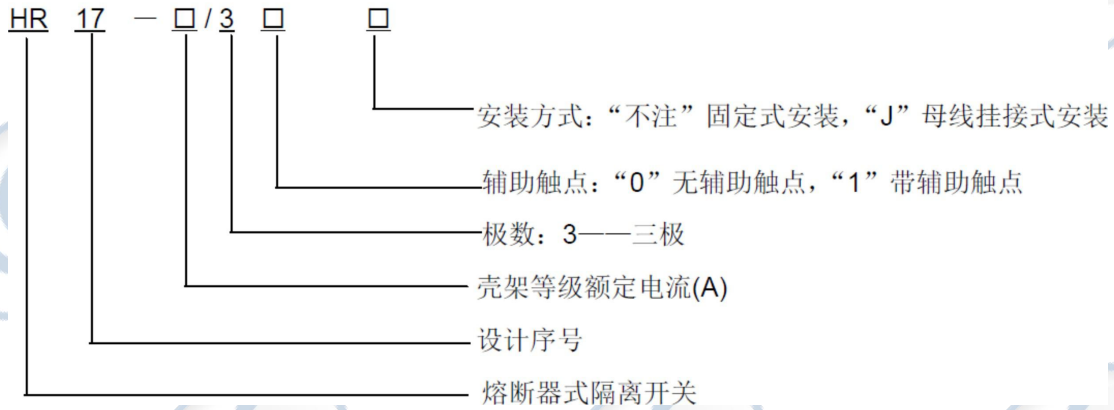 HR 17 － □ / 3 □ □
安装方式：“不注”固定式安装，“J”母线挂接式安装
辅助触点：“0”无辅助触点，“1”带辅助触点
极数：3——三极
壳架等级额定电流(A)
设计序号
熔断器式隔离开关